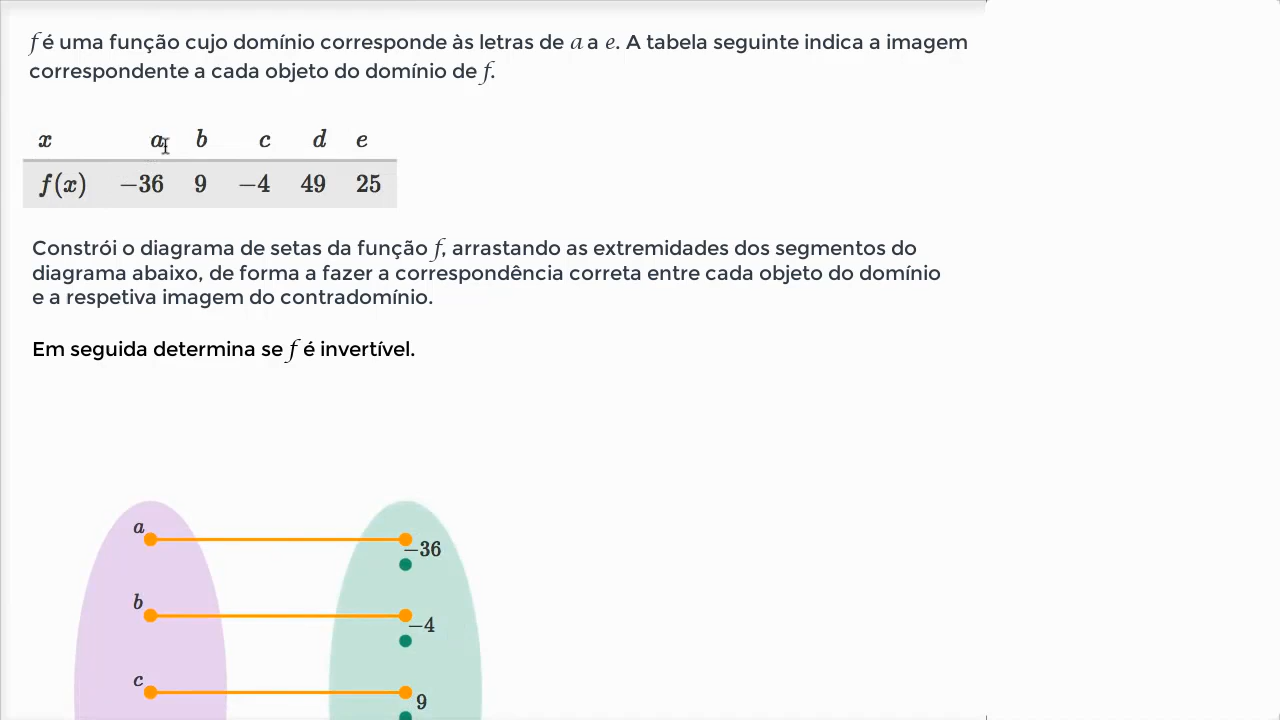 f é uma função cujo domínio corresponde às letras de a a e. A tabela seguinte indica a imagem
correspondente a cada objeto do domínio de f.
x a b c d e
f(x) −36 9 −4 49 25
Constrói o diagrama de setas da função f, arrastando as extremidades dos segmentos do
diagrama abaixo, de forma a fazer a correspondência correta entre cada objeto do domínio
e a respetiva imagem do contradomínio.
Em seguida determina se f é invertível.
a
−36
b
−4
c
9